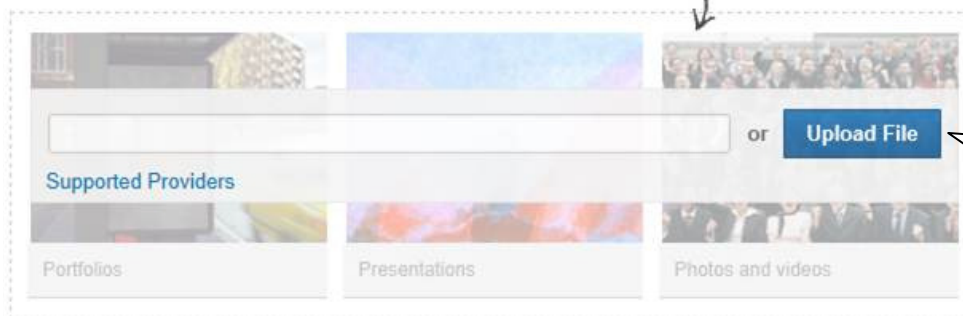 or Upload File
Supported Providers
Portfolios Presentations Photos and videos